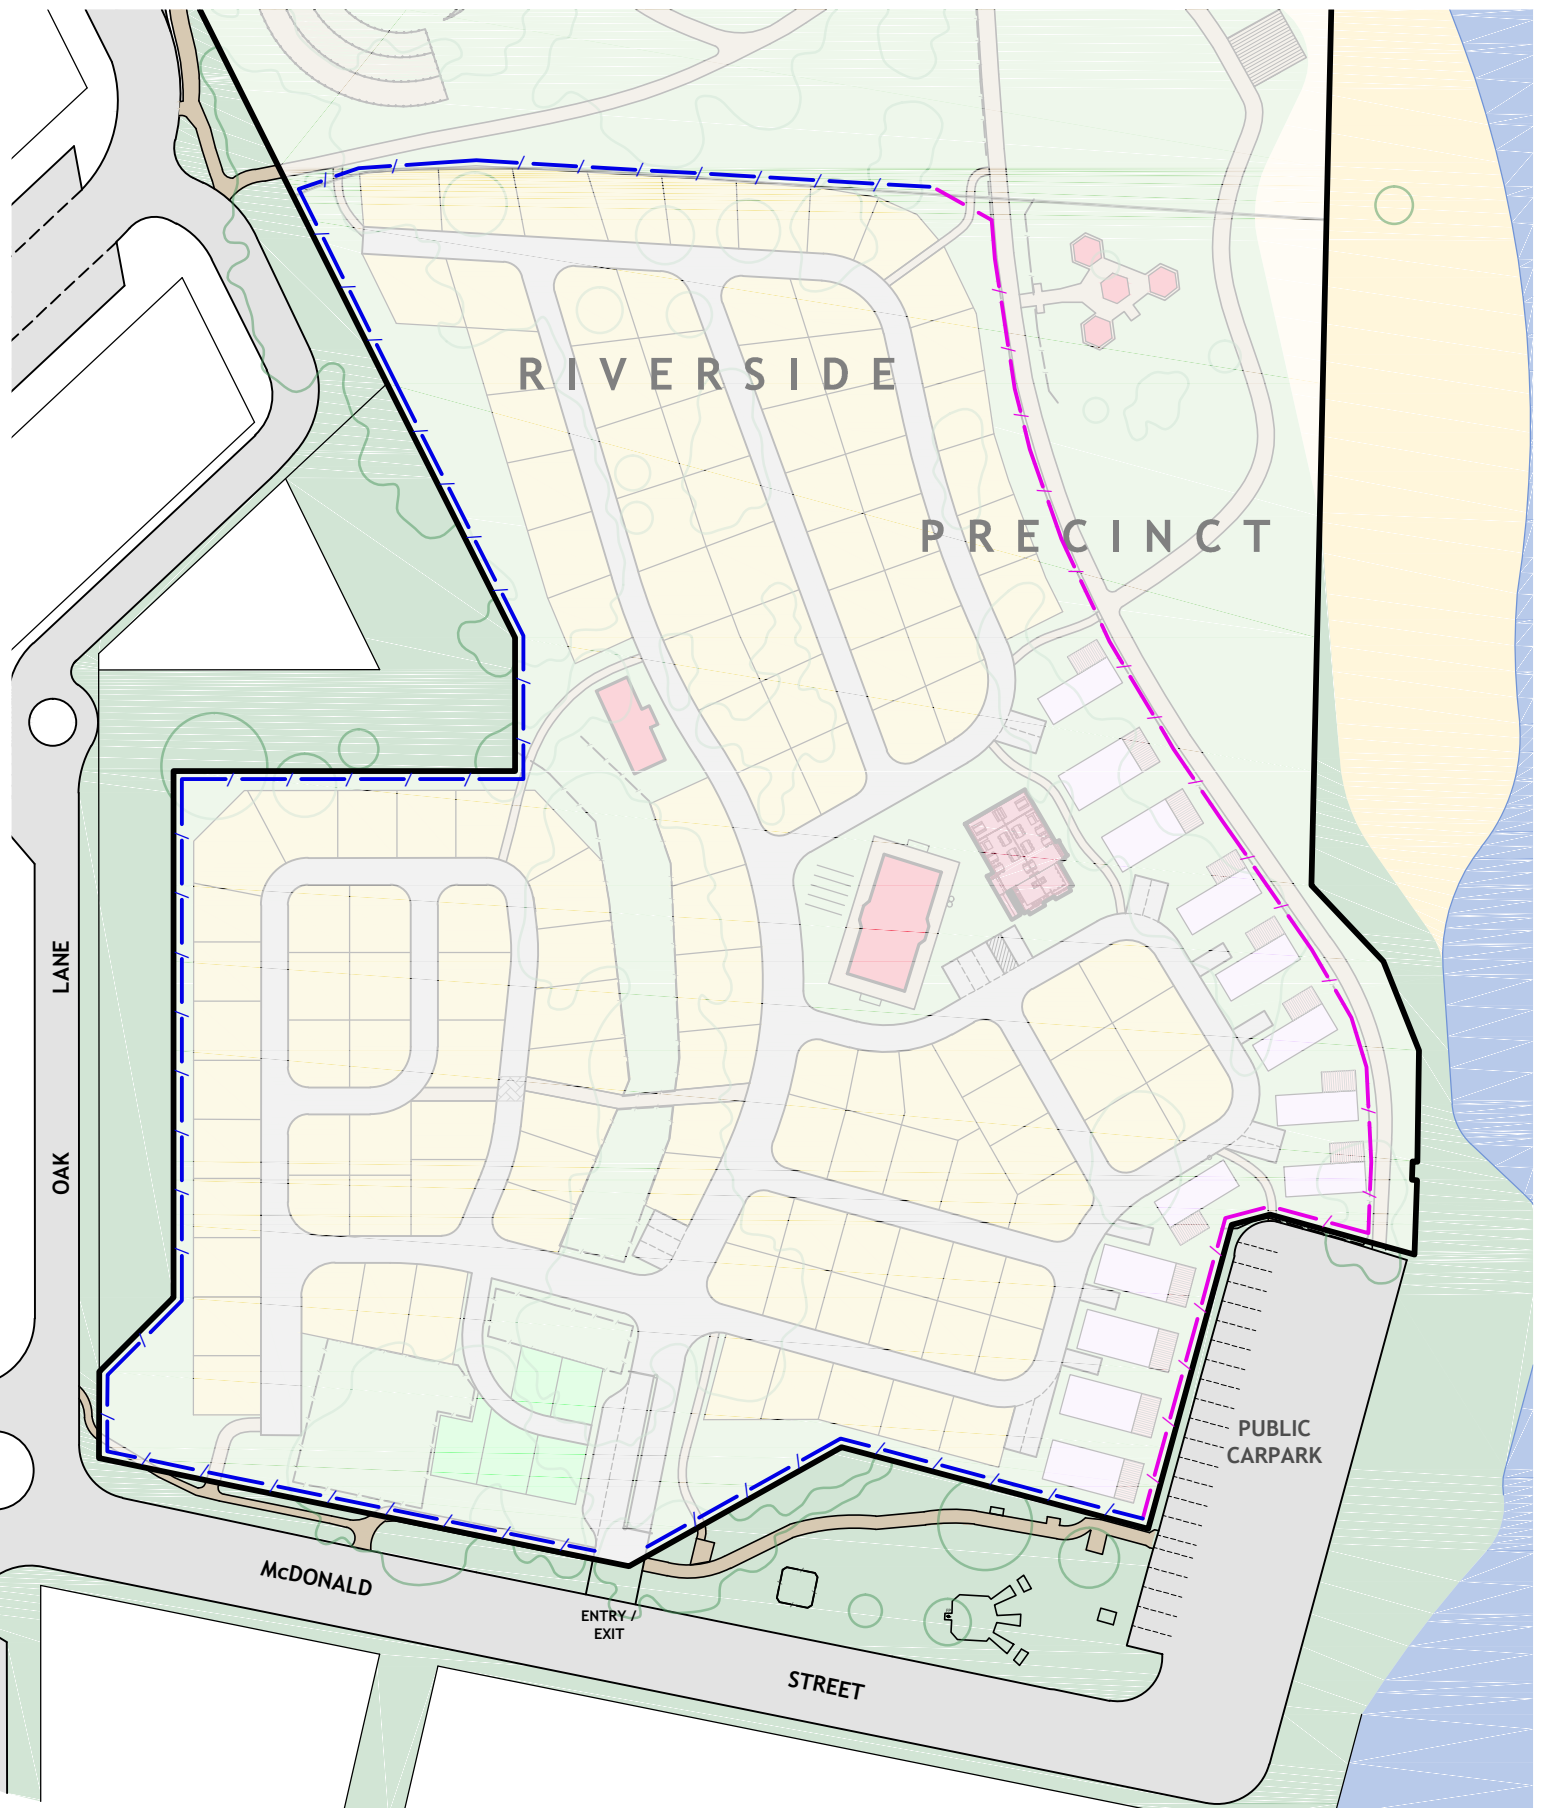 RIVERSIDE
PRECINCT
OAK LANE
PUBLIC
CARPARK
McDONALD STREET
ENTRY /
EXIT